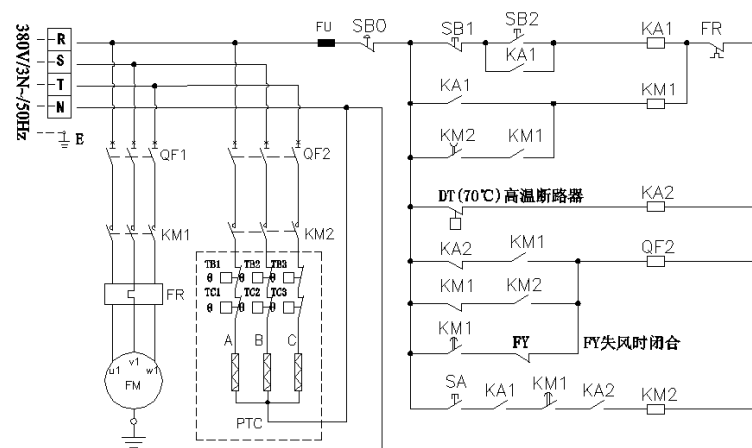 380V/3N~/50Hz
R
S
T
N
E
FU SB0 SB1 SB2 KA1 FR
KA1
KA1 KM1
KM2 KM1
QF1 QF2
DT(70℃)高温断路器 KA2
KM1 KM2
KA2 KM1 QF2
TB1 TB2 TB3
θ θ θ
TC1 TC2 TC3
θ θ θ
FR
KM1 KM2
A B C
KM1 FY FY失风时闭合
u1 v1 w1
FM
SA KA1 KM1 KA2 KM2
PTC